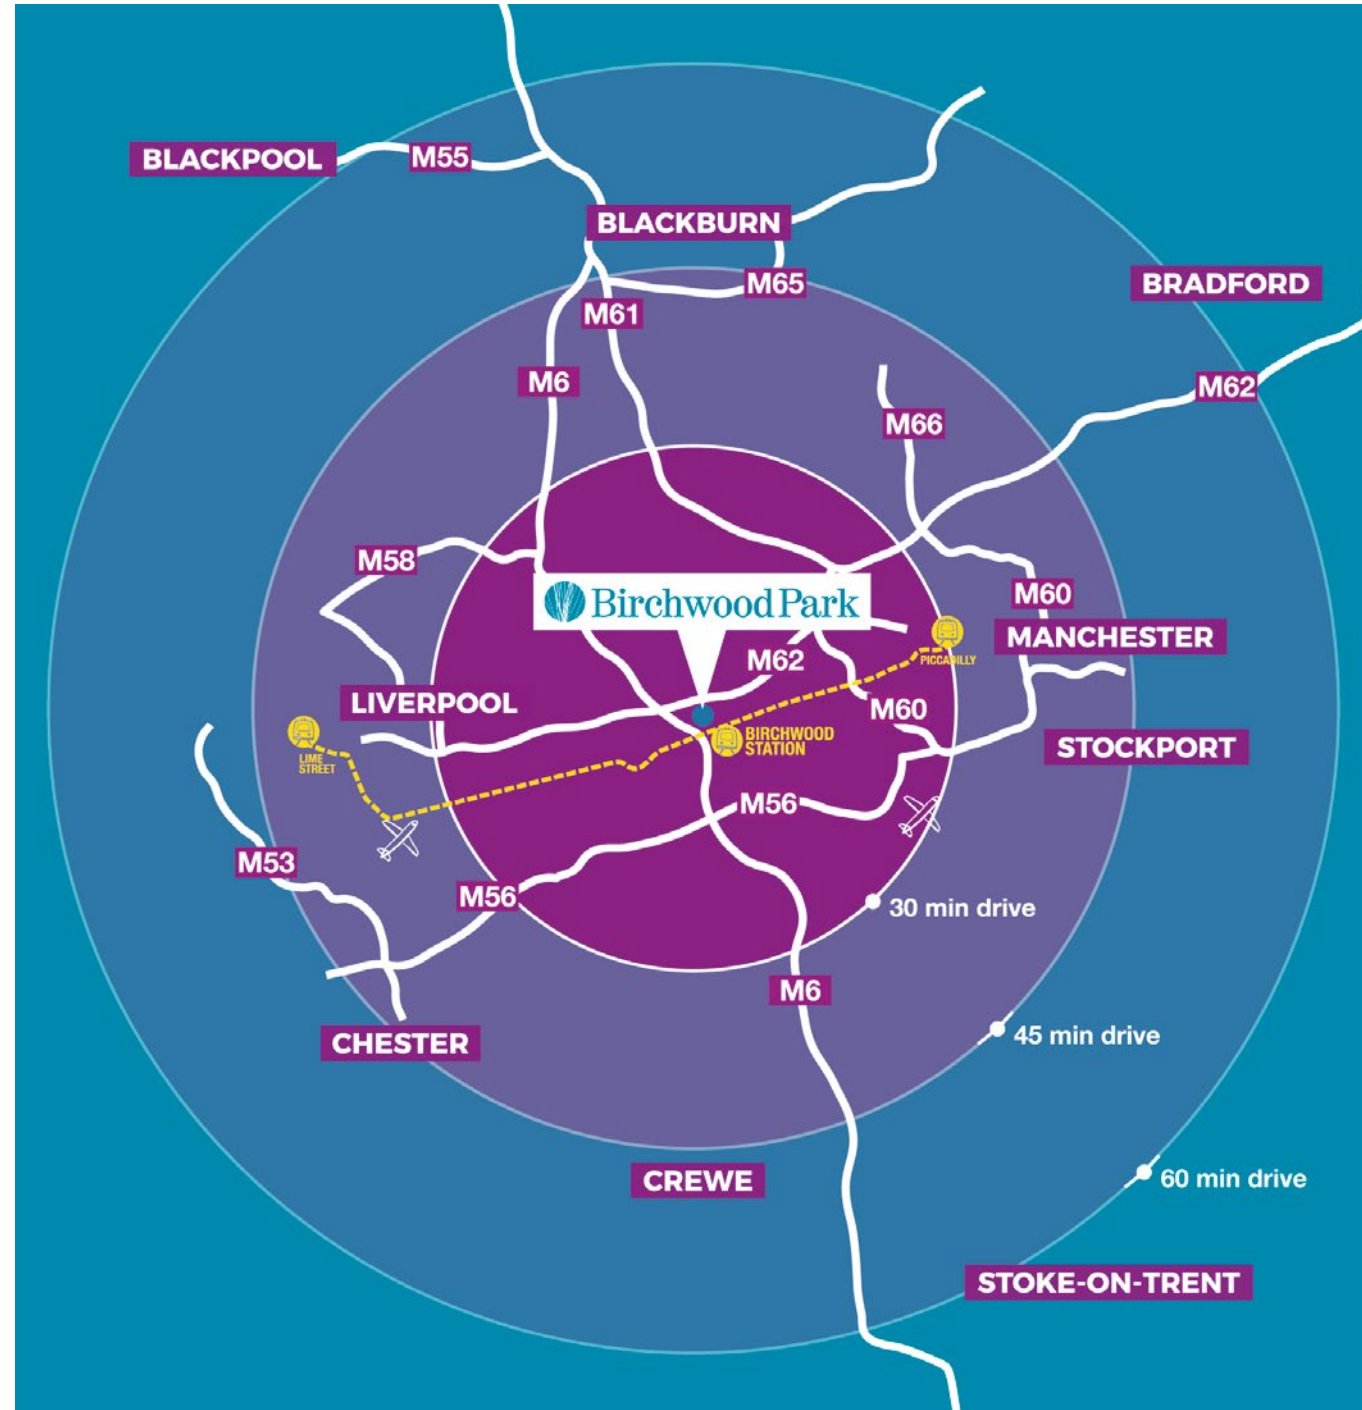 BLACKPOOL
M55
BLACKBURN
M65
BRADFORD
M61
M6
M62
M66
M58
M60
Birchwood Park
MANCHESTER
PICCADILLY
M62
LIVERPOOL
M60
LIME
STREET
BIRCHWOOD
STATION
STOCKPORT
M56
M53
M56
30 min drive
M6
45 min drive
CHESTER
CREWE
60 min drive
STOKE-ON-TRENT